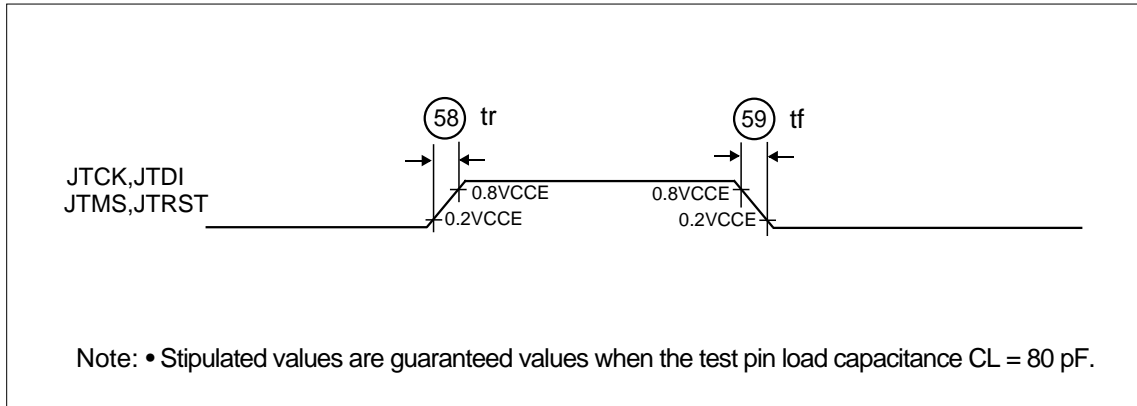 58 tr
59 tf
JTCK,JTDI
JTMS,JTRST
0.8VCCE
0.8VCCE
0.2VCCE
0.2VCCE
Note: • Stipulated values are guaranteed values when the test pin load capacitance CL = 80 pF.